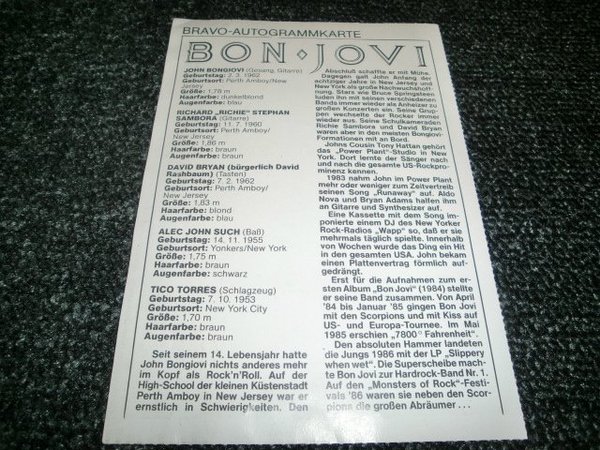 BRAVO-AUTOGRAMMKARTE
BON JOVI
JOHN BONGIOVI (Gesang, Gitarre)
Geburtstag: 2. 3. 1962
Geburtsort: Perth Amboy/New
Jersey
Größe: 1,78 m
Haarfarbe: dunkelblond
Augenfarbe: blau
RICHARD „RICHIE“ STEPHAN
SAMBORA (Gitarre)
Geburtstag: 11. 7. 1960
Geburtsort: Perth Amboy/
New Jersey
Größe: 1,86 m
Haarfarbe: braun
Augenfarbe: braun
DAVID BRYAN (bürgerlich David
Rashbaum) (Tasten)
Geburtstag: 7. 2. 1962
Geburtsort: Perth Amboy/
New Jersey
Größe: 1,83 m
Haarfarbe: blond
Augenfarbe: blau
ALEC JOHN SUCH (Baß)
Geburtstag: 14. 11. 1955
Geburtsort: Yonkers/New York
Größe: 1,75 m
Haarfarbe: braun
Augenfarbe: schwarz
TICO TORRES (Schlagzeug)
Geburtstag: 7. 10. 1953
Geburtsort: New York City
Größe: 1,70 m
Haarfarbe: braun
Augenfarbe: braun
Seit seinem 14. Lebensjahr hatte
John Bongiovi nichts anderes mehr
im Kopf als Rock'n'Roll. Auf der
High-School der kleinen Küstenstadt
Perth Amboy in New Jersey war er
ernstlich in Schwierigkeiten. Den
Abschluß schaffte er mit Mühe.
Dagegen galt John Anfang der
achtziger Jahre in New Jersey und
New York als große Nachwuchshoff-
nung. Stars wie Bruce Springsteen
luden ihn mit seinen verschiedenen
Bands immer wieder als Anheizer zu
großen Konzerten ein. Seine Grup-
pen wechselte der Rocker immer
wieder aus. Seine Schulkameraden
Richie Sambora und David Bryan
waren aber in den meisten Bongiovi-
Formationen mit an Bord.
Johns Cousin Tony Hattan gehört
das „Power Plant“-Studio in New
York. Dort lernte der Sänger nach
und nach die gesamte US-Rockpro-
minenz kennen.
1983 nahm John im Power Plant
mehr oder weniger zum Zeitvertreib
seinen Song „Runaway“ auf. Aldo
Nova und Bryan Adams halfen ihm
an Gitarre und Synthesizer auf.
Eine Kassette mit dem Song im-
ponierte einem DJ des New Yorker
Rock-Radios „Wapp“ so, daß er sie
mehrmals täglich spielte. Innerhalb
von Wochen wurde das Ding ein Hit
in den gesamten USA. John bekam
einen Plattenvertrag förmlich auf-
gedrängt.
Erst für die Aufnahmen zum er-
sten Album „Bon Jovi“ (1984) stellte
er seine Band zusammen. Von April
'84 bis Januar '85 gingen Bon Jovi
mit den Scorpions und mit Kiss auf
US- und Europa-Tournee. Im Mai
1985 erschien „7800° Fahrenheit“.
Den absoluten Hammer landeten
die Jungs 1986 mit der LP „Slippery
when wet“. Die Superscheibe mach-
te Bon Jovi zur Hardrock-Band Nr. 1.
Auf den „Monsters of Rock“-Festi-
vals '86 waren sie neben den Scor-
pions die großen Abräumer ...